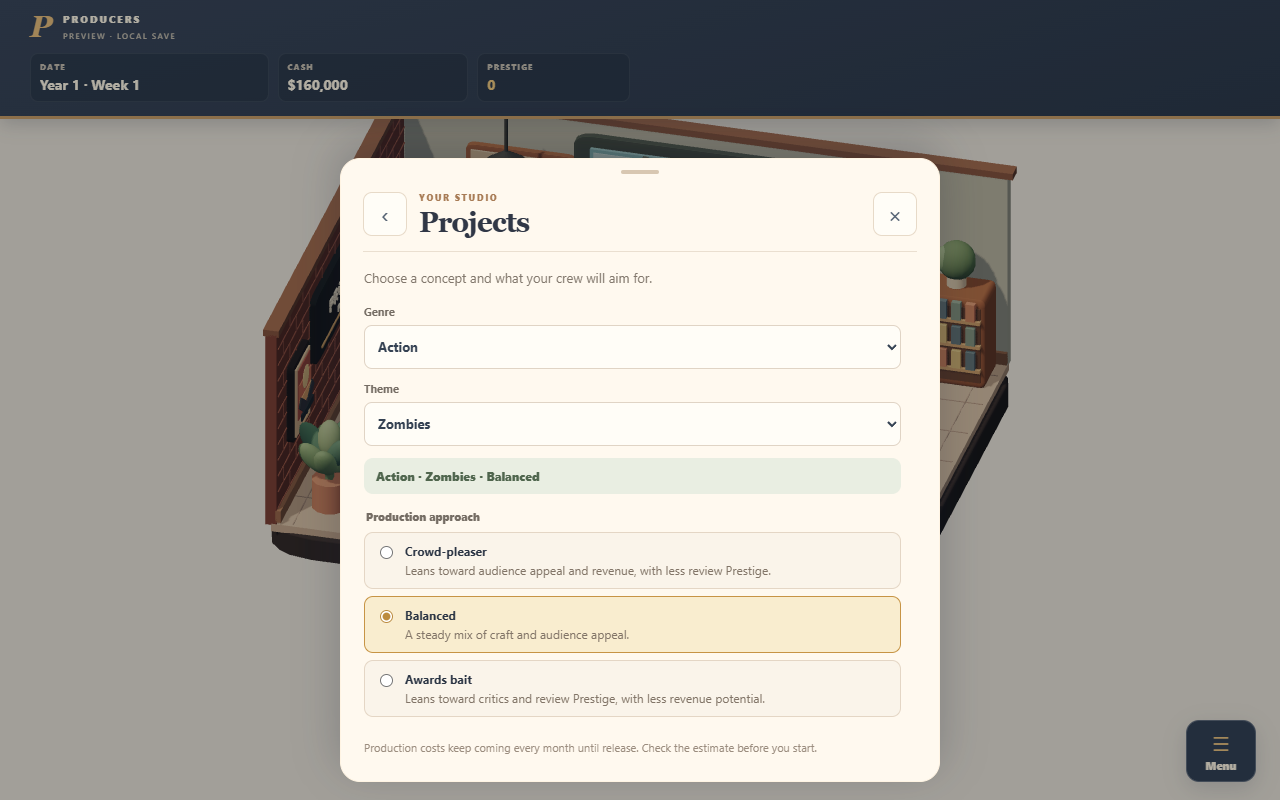 P PRODUCERS
PREVIEW · LOCAL SAVE
DATE
Year 1 · Week 1
CASH
$160,000
PRESTIGE
0
YOUR STUDIO
Projects
Choose a concept and what your crew will aim for.
Genre
Action
Theme
Zombies
Action · Zombies · Balanced
Production approach
Crowd-pleaser
Leans toward audience appeal and revenue, with less review Prestige.
Balanced
A steady mix of craft and audience appeal.
Awards bait
Leans toward critics and review Prestige, with less revenue potential.
Production costs keep coming every month until release. Check the estimate before you start.
Menu